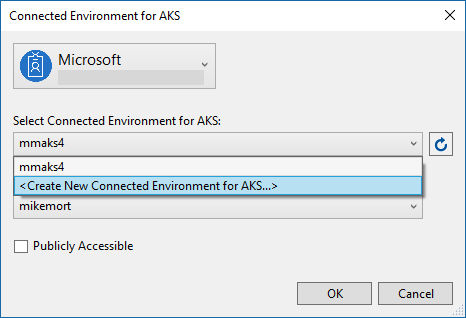 Connected Environment for AKS
Microsoft
Select Connected Environment for AKS:
mmaks4
mmaks4
<Create New Connected Environment for AKS...>
mikemort
Publicly Accessible
OK
Cancel